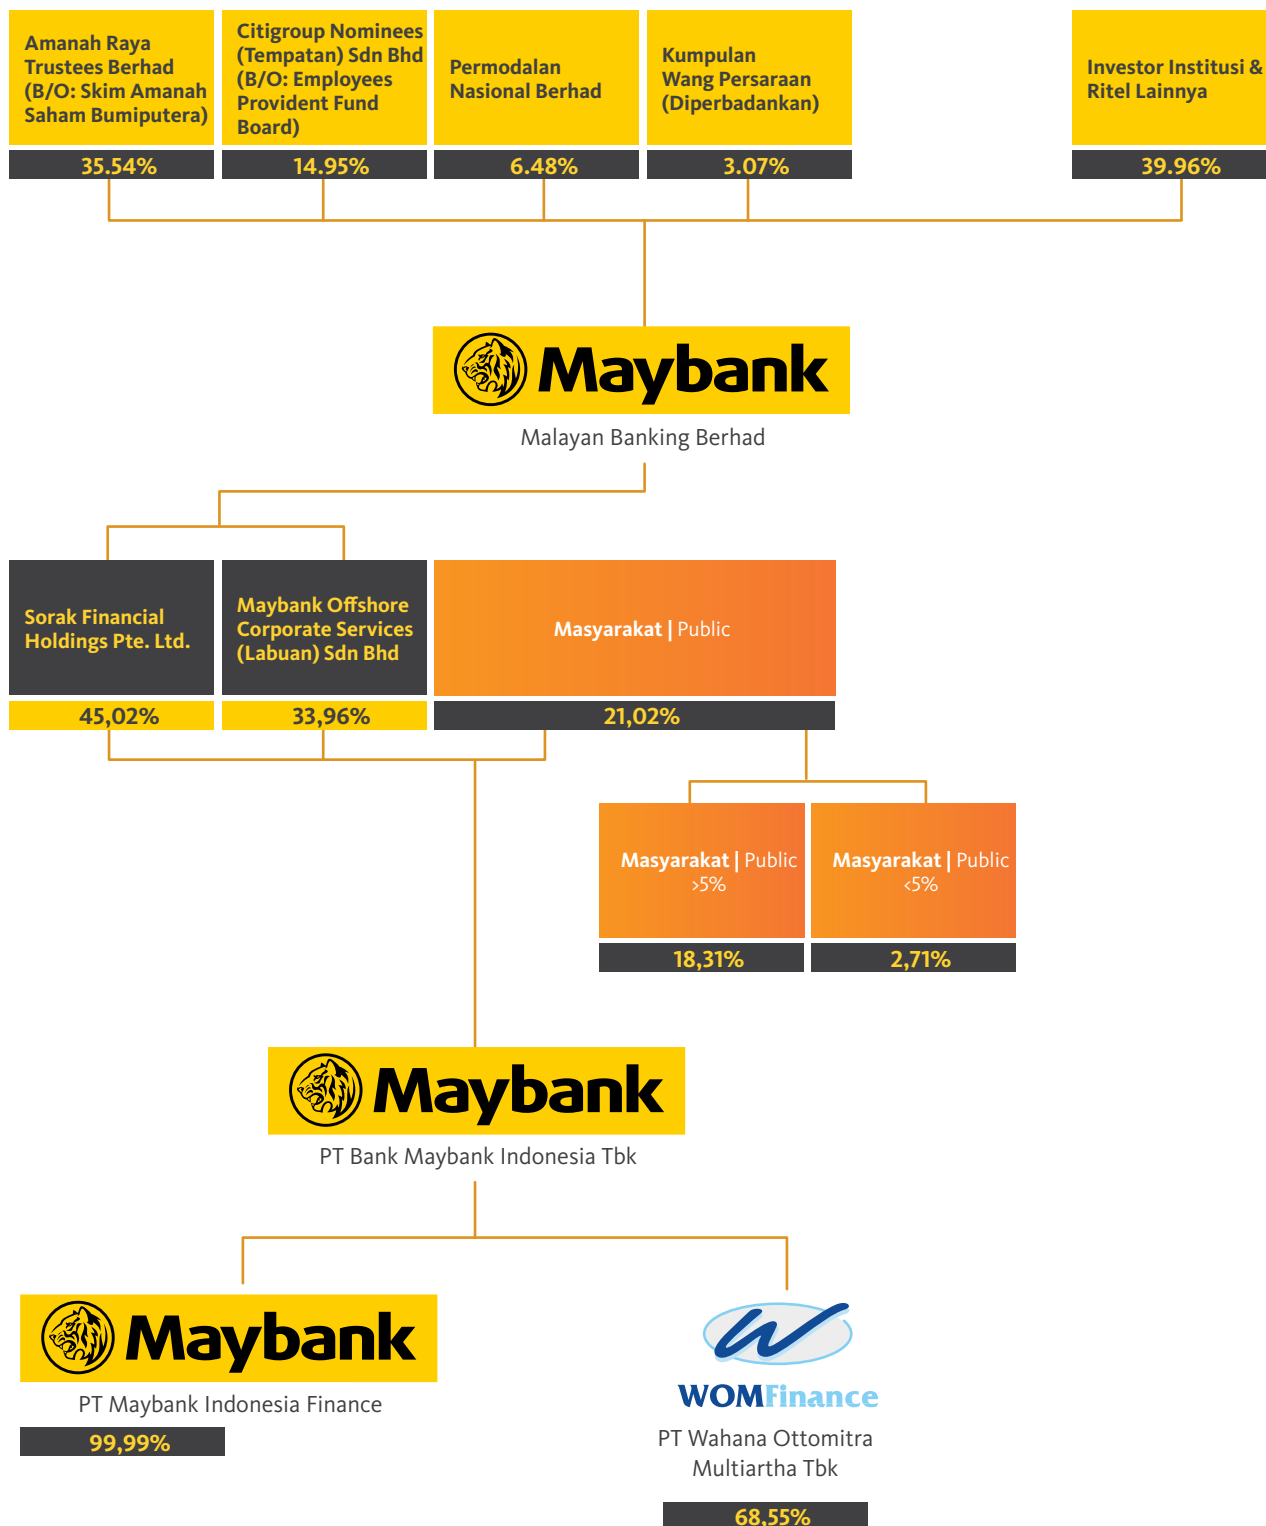 Amanah Raya
Trustees Berhad
(B/O: Skim Amanah
Saham Bumiputera)
35.54%
Citigroup Nominees
(Tempatan) Sdn Bhd
(B/O: Employees
Provident Fund
Board)
14.95%
Permodalan
Nasional Berhad
6.48%
Kumpulan
Wang Persaraan
(Diperbadankan)
3.07%
Investor Institusi &
Ritel Lainnya
39.96%
Maybank
Malayan Banking Berhad
Sorak Financial
Holdings Pte. Ltd.
45,02%
Maybank Offshore
Corporate Services
(Labuan) Sdn Bhd
33,96%
Masyarakat | Public
21,02%
Masyarakat | Public
>5%
18,31%
Masyarakat | Public
<5%
2,71%
Maybank
PT Bank Maybank Indonesia Tbk
Maybank
PT Maybank Indonesia Finance
99,99%
WOMFinance
PT Wahana Ottomitra
Multiartha Tbk
68,55%